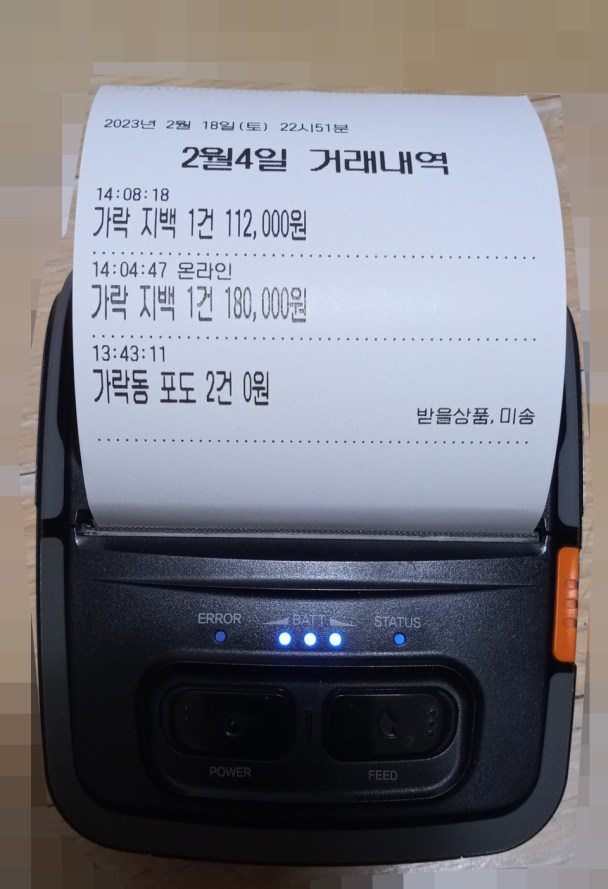 2023년 2월 18일(토) 22시51분
2월4일 거래내역
14:08:18
가락 지백 1건 112,000원
14:04:47 온라인
가락 지백 1건 180,000원
13:43:11
가락동 포도 2건 0원
받을상품, 미송
ERROR BATT STATUS
POWER FEED